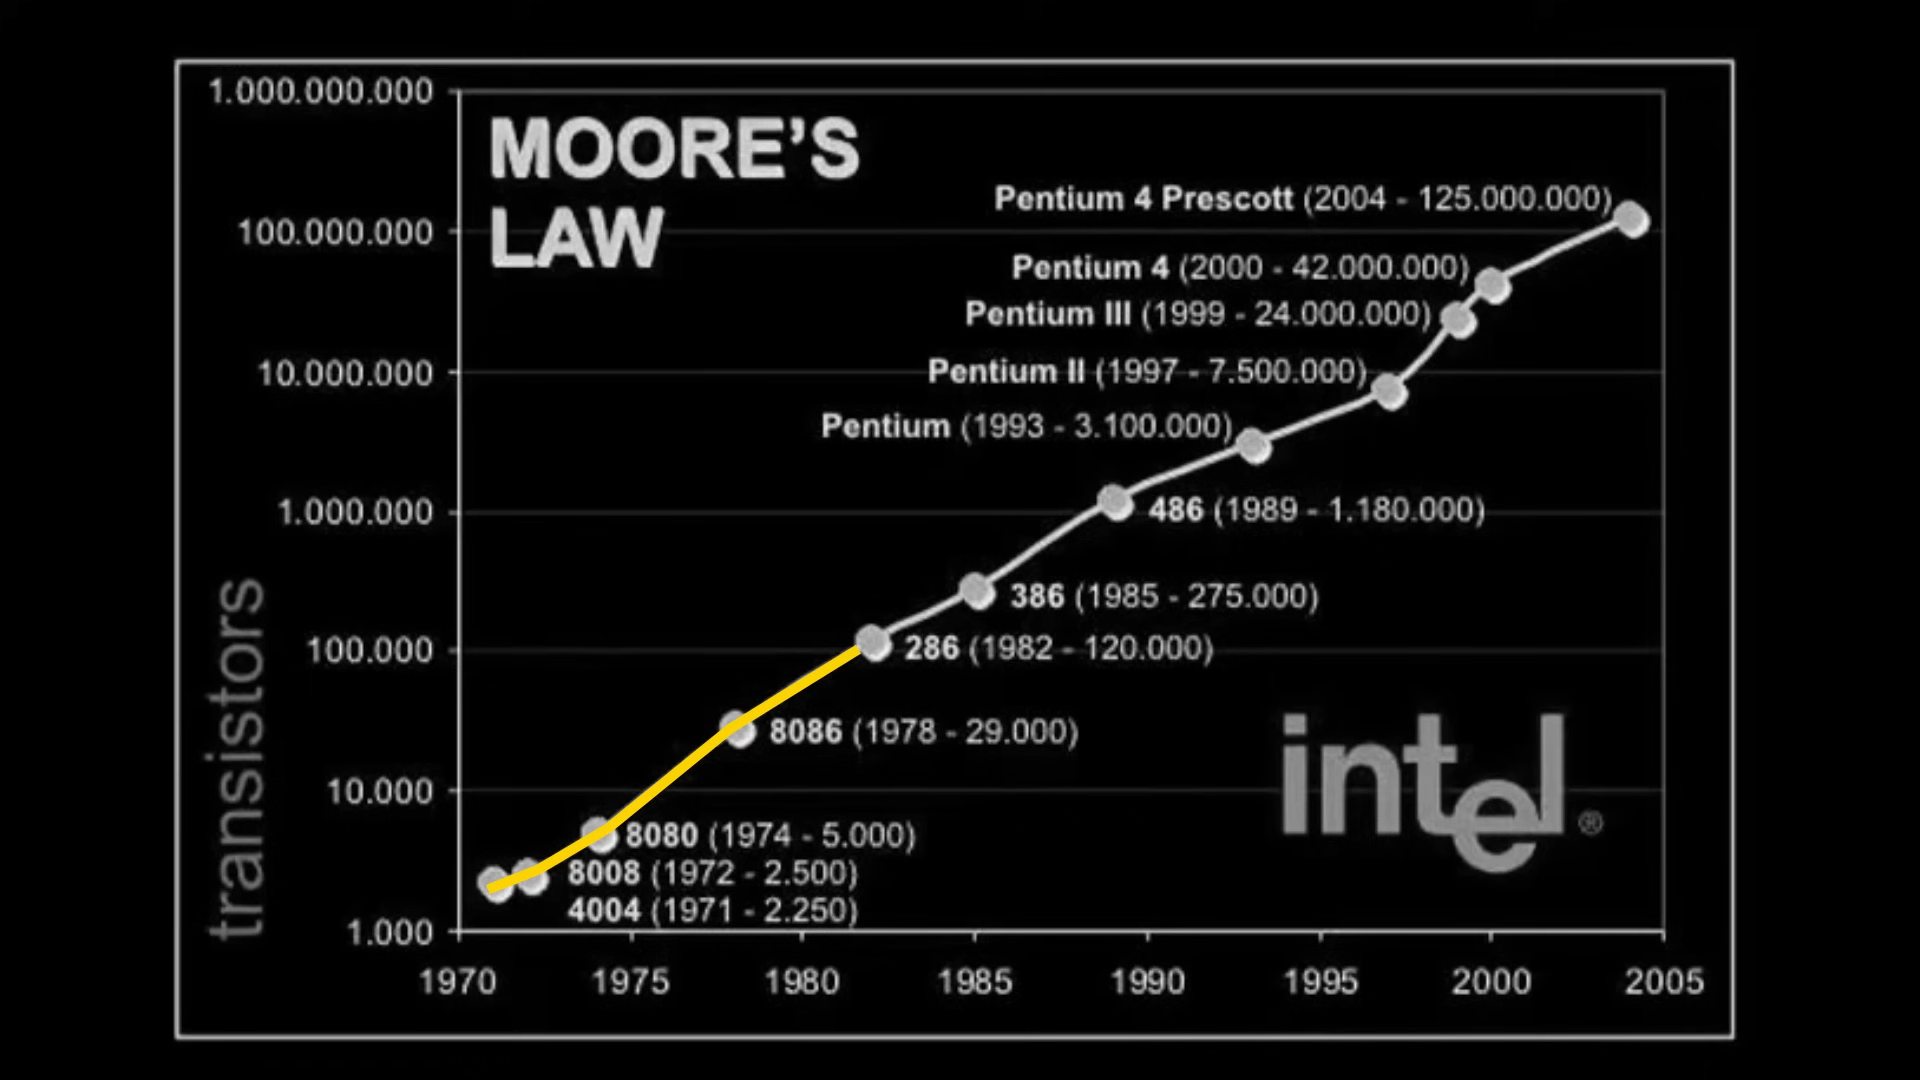 1.000.000.000
MOORE'S
LAW
Pentium 4 Prescott (2004 - 125.000.000)
100.000.000
Pentium 4 (2000 - 42.000.000)
Pentium III (1999 - 24.000.000)
10.000.000
Pentium II (1997 - 7.500.000)
Pentium (1993 - 3.100.000)
1.000.000
486 (1989 - 1.180.000)
386 (1985 - 275.000)
100.000
286 (1982 - 120.000)
8086 (1978 - 29.000)
10.000
8080 (1974 - 5.000)
8008 (1972 - 2.500)
4004 (1971 - 2.250)
1.000
transistors
intel®
1970 1975 1980 1985 1990 1995 2000 2005